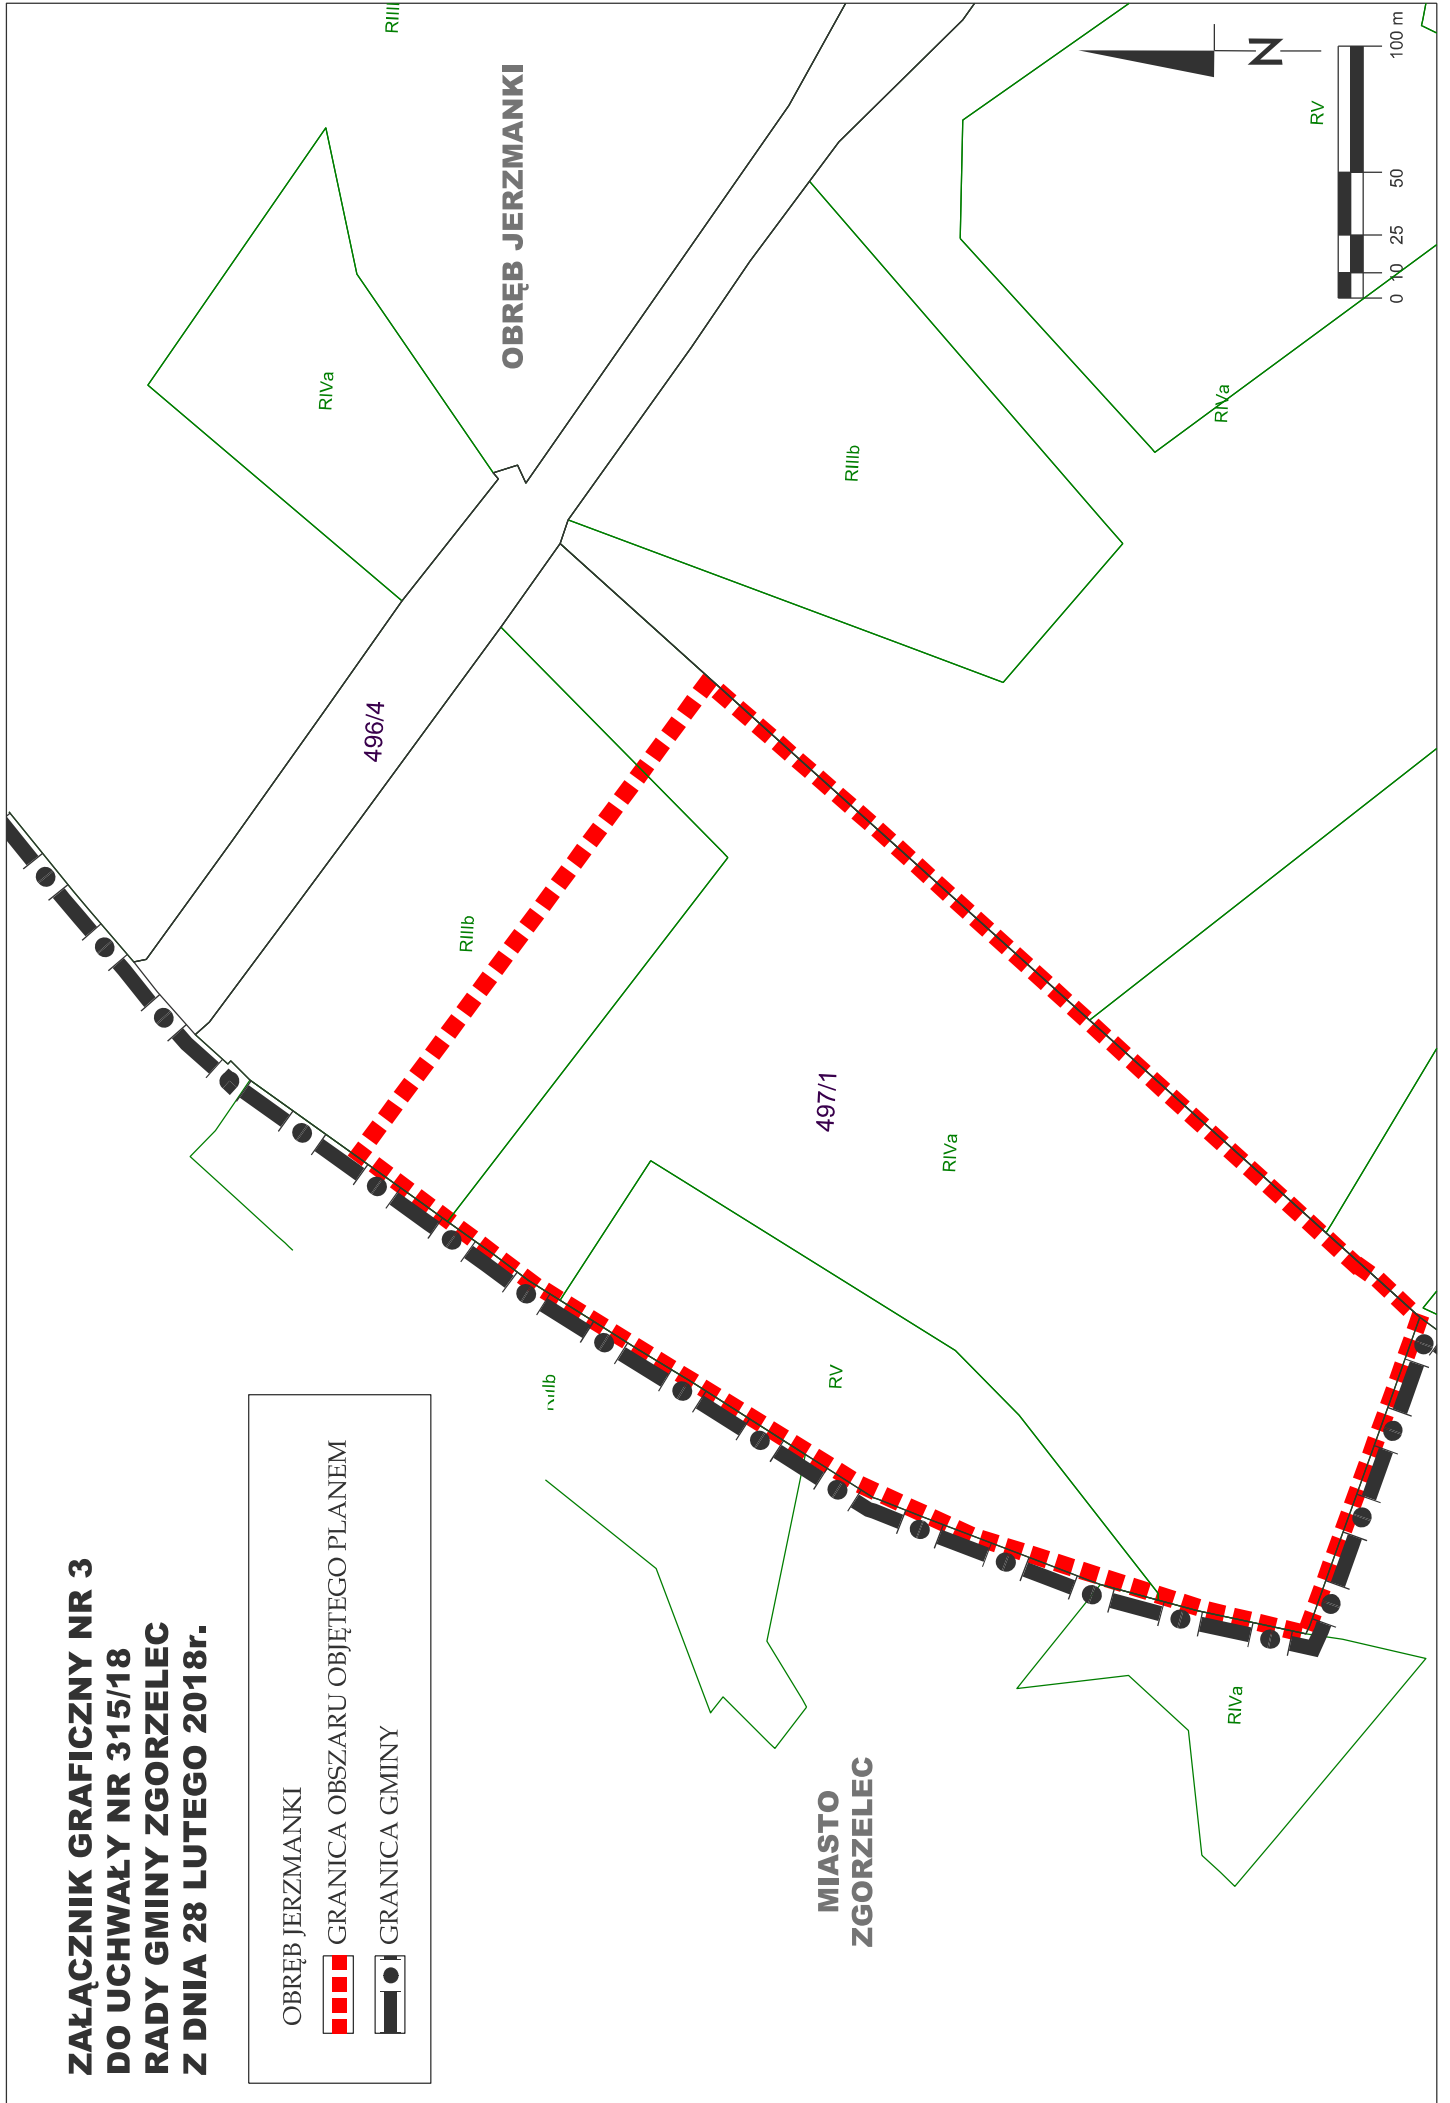 ZAŁĄCZNIK GRAFICZNY NR 3
DO UCHWAŁY NR 315/18
RADY GMINY ZGORZELEC
Z DNIA 28 LUTEGO 2018r.
OBRĘB JERZMANKI
GRANICA OBSZARU OBJĘTEGO PLANEM
GRANICA GMINY
MIASTO
ZGORZELEC
OBRĘB JERZMANKI
496/4
497/1
RIVa
RIIIb
RIIIb
RIVa
RV
RIVa
RIVa
RV
N
0 10 25 50 100 m